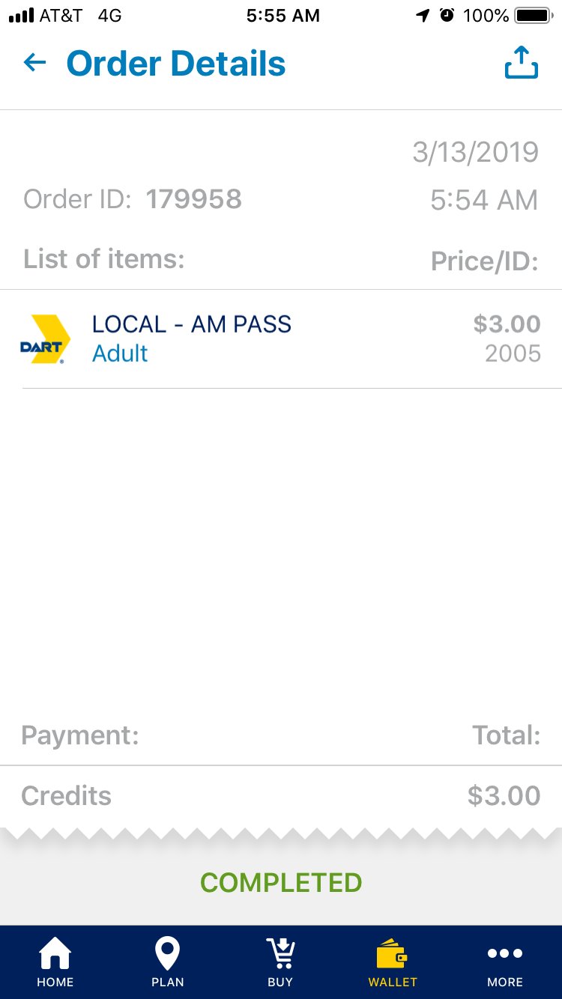 AT&T 4G 5:55 AM 100%
Order Details
3/13/2019
Order ID: 179958 5:54 AM
List of items: Price/ID:
LOCAL - AM PASS $3.00
DART® Adult 2005
Payment: Total:
Credits $3.00
COMPLETED
HOME PLAN BUY WALLET MORE